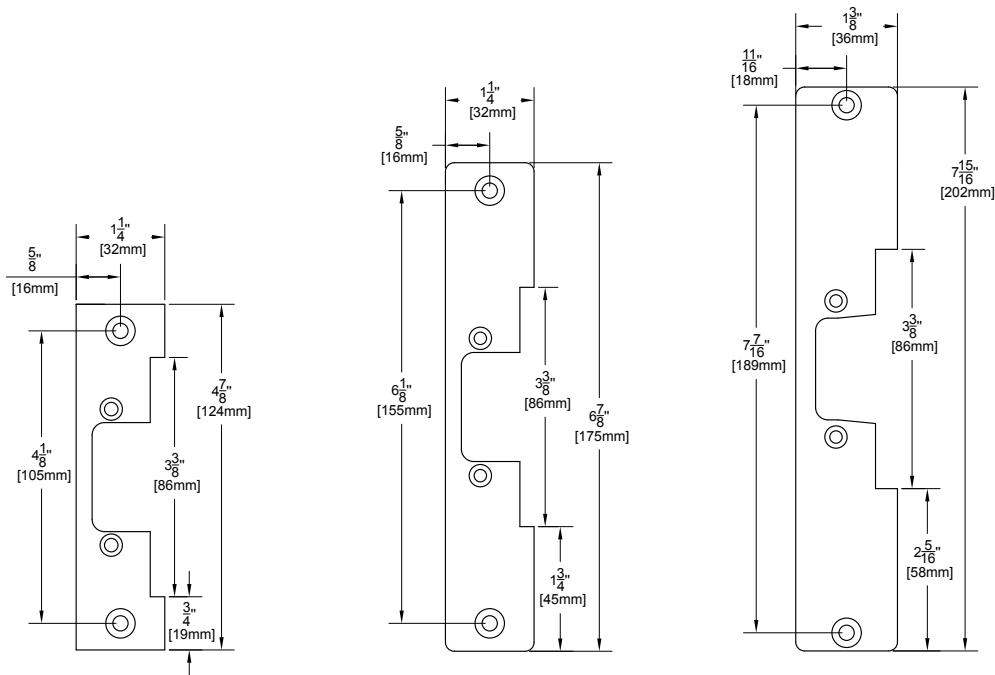 1 1/4"
[32mm]
5/8"
[16mm]
4 1/8"
[105mm]
3 3/8"
[86mm]
4 7/8"
[124mm]
3/4"
[19mm]
1 1/4"
[32mm]
5/8"
[16mm]
6 1/8"
[155mm]
3 3/8"
[86mm]
6 7/8"
[175mm]
1 3/4"
[45mm]
1 3/8"
[36mm]
11/16"
[18mm]
7 7/16"
[189mm]
3 3/8"
[86mm]
7 15/16"
[202mm]
2 5/16"
[58mm]